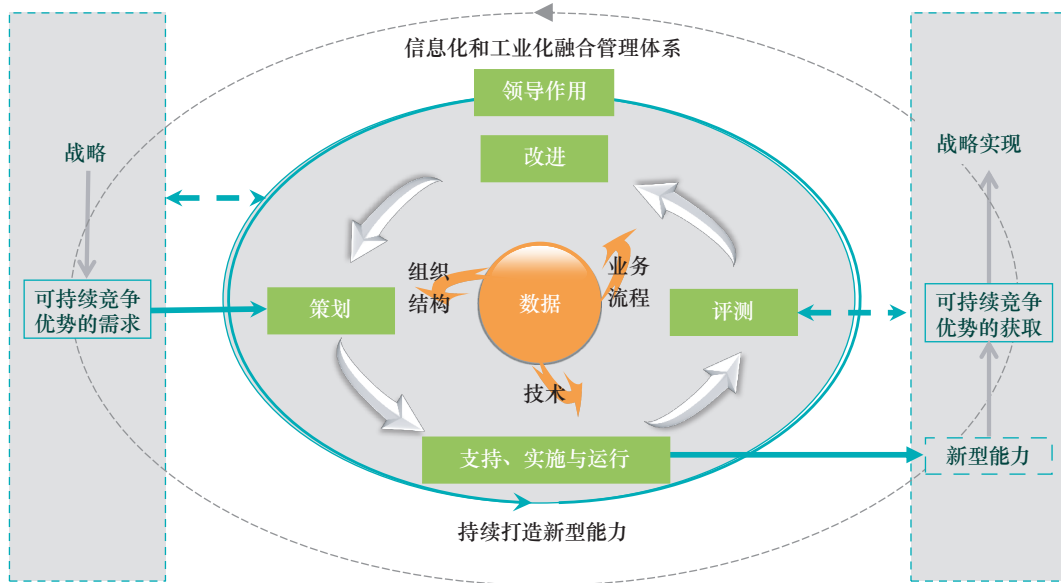 信息化和工业化融合管理体系
领导作用
改进
战略
战略实现
组织
结构
数据
业务
流程
可持续竞争
优势的需求
策划
评测
可持续竞争
优势的获取
技术
支持、实施与运行
新型能力
持续打造新型能力